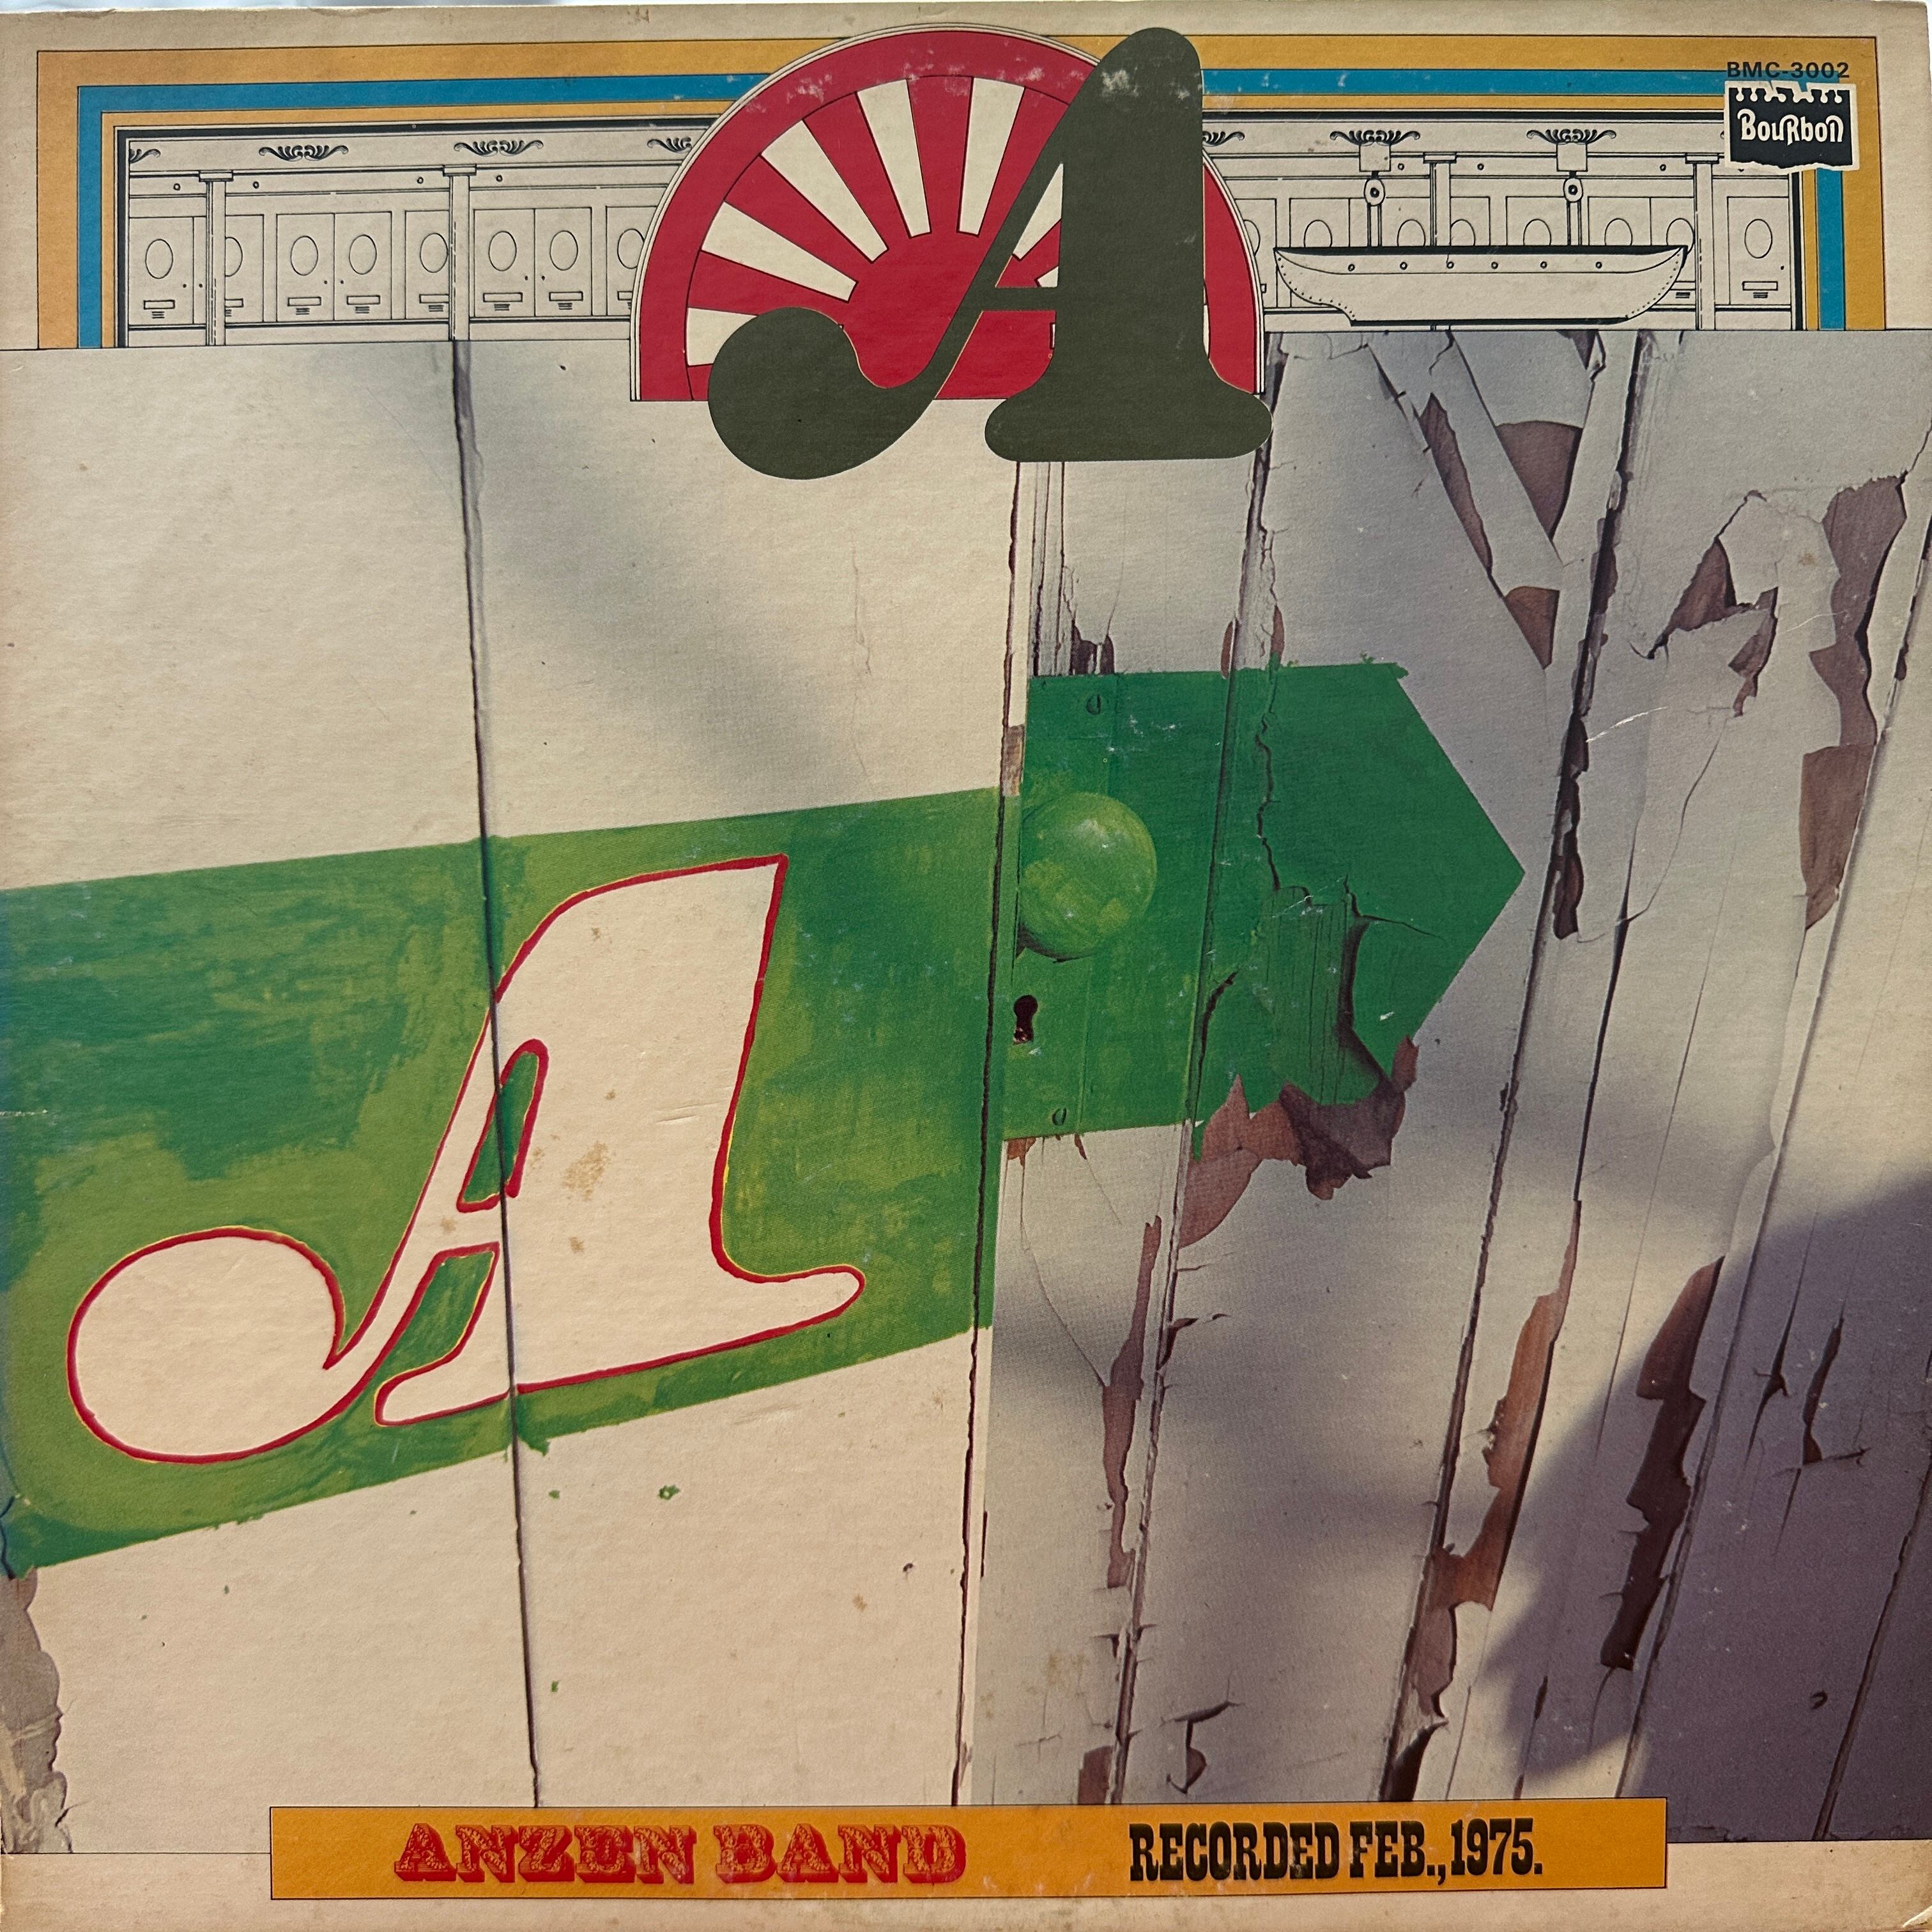 A
BMC-3002
BouRbon
A
ANZEN BAND
RECORDED FEB.,1975.